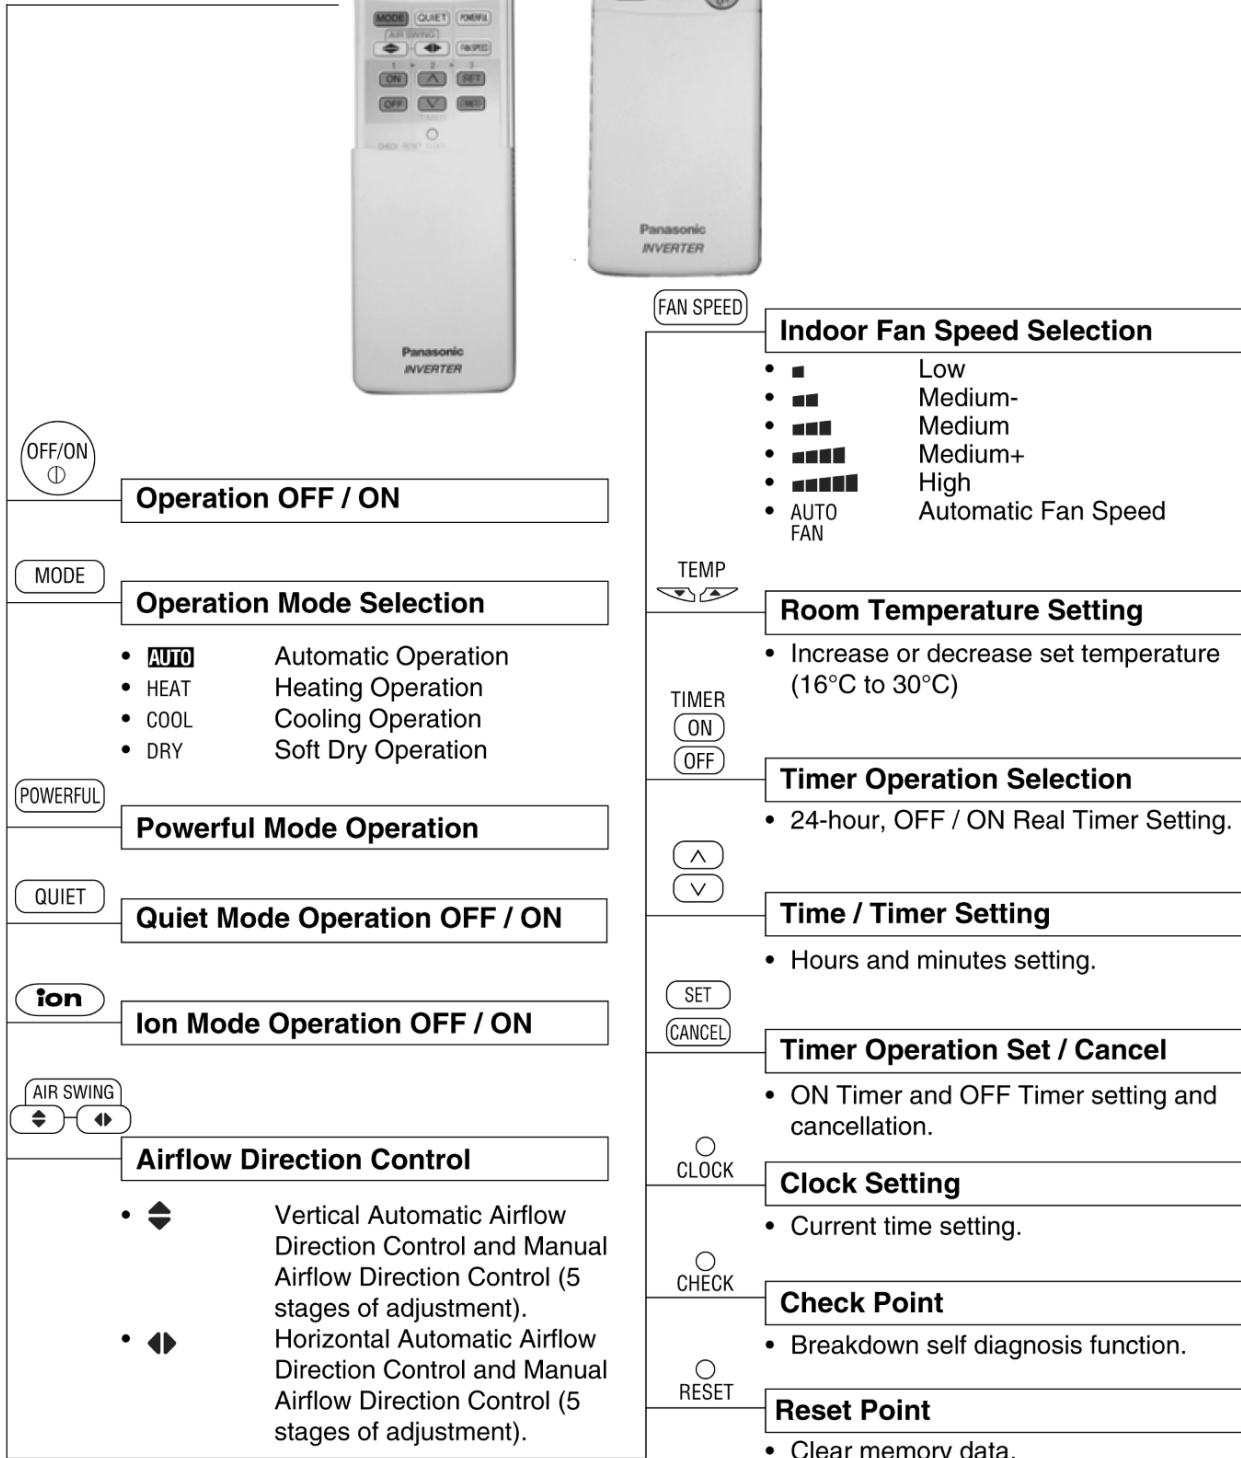 MODE QUIET POWERFUL
AIR SWING
FAN SPEED
1 2 3
ON SET
OFF CANCEL
TIMER
CHECK RESET CLOCK
Panasonic
INVERTER
Panasonic
INVERTER
OFF/ON
Operation OFF / ON
MODE
Operation Mode Selection
• AUTO Automatic Operation
• HEAT Heating Operation
• COOL Cooling Operation
• DRY Soft Dry Operation
POWERFUL
Powerful Mode Operation
QUIET
Quiet Mode Operation OFF / ON
ion
Ion Mode Operation OFF / ON
AIR SWING
Airflow Direction Control
• Vertical Automatic Airflow
Direction Control and Manual
Airflow Direction Control (5
stages of adjustment).
• Horizontal Automatic Airflow
Direction Control and Manual
Airflow Direction Control (5
stages of adjustment).
FAN SPEED
Indoor Fan Speed Selection
• Low
• Medium-
• Medium
• Medium+
• High
• AUTO Automatic Fan Speed
FAN
TEMP
Room Temperature Setting
• Increase or decrease set temperature
(16°C to 30°C)
TIMER
ON
OFF
Timer Operation Selection
• 24-hour, OFF / ON Real Timer Setting.
Time / Timer Setting
• Hours and minutes setting.
SET
CANCEL
Timer Operation Set / Cancel
• ON Timer and OFF Timer setting and
cancellation.
CLOCK
Clock Setting
• Current time setting.
CHECK
Check Point
• Breakdown self diagnosis function.
RESET
Reset Point
• Clear memory data.